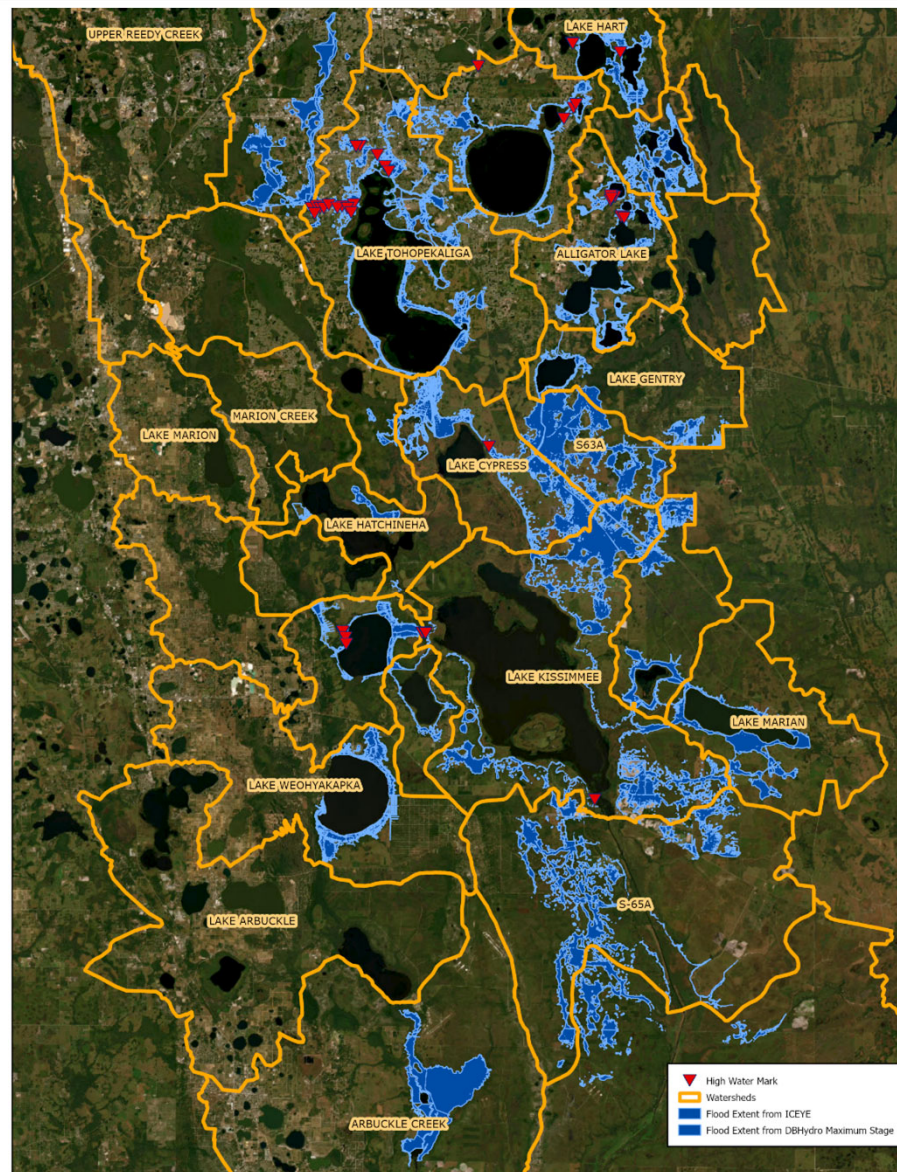 LAKE HART
UPPER REEDY CREEK
LAKE TOHOPEKALIGA
ALLIGATOR LAKE
LAKE GENTRY
MARION CREEK
LAKE MARION
S63A
LAKE CYPRESS
LAKE HATCHINEHA
LAKE KISSIMMEE
LAKE MARIAN
LAKE WEOHYAKAPKA
S-65A
LAKE ARBUCKLE
ARBUCKLE CREEK
High Water Mark
Watersheds
Flood Extent from ICEYE
Flood Extent from DBHydro Maximum Stage